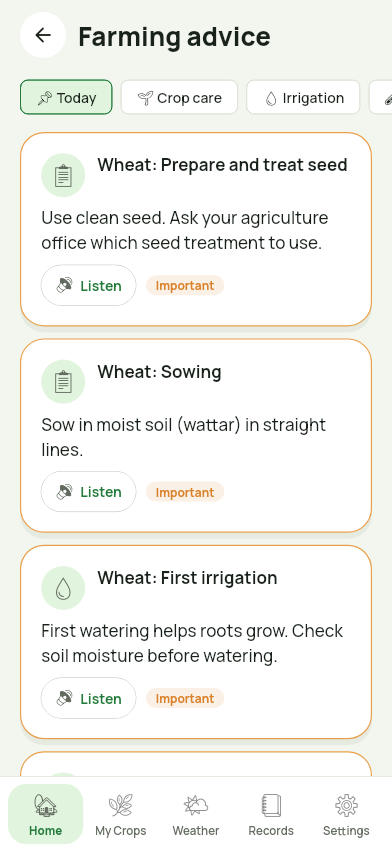 Farming advice
Today
Crop care
Irrigation
Wheat: Prepare and treat seed
Use clean seed. Ask your agriculture
office which seed treatment to use.
Listen
Important
Wheat: Sowing
Sow in moist soil (wattar) in straight
lines.
Listen
Important
Wheat: First irrigation
First watering helps roots grow. Check
soil moisture before watering.
Listen
Important
Home
My Crops
Weather
Records
Settings